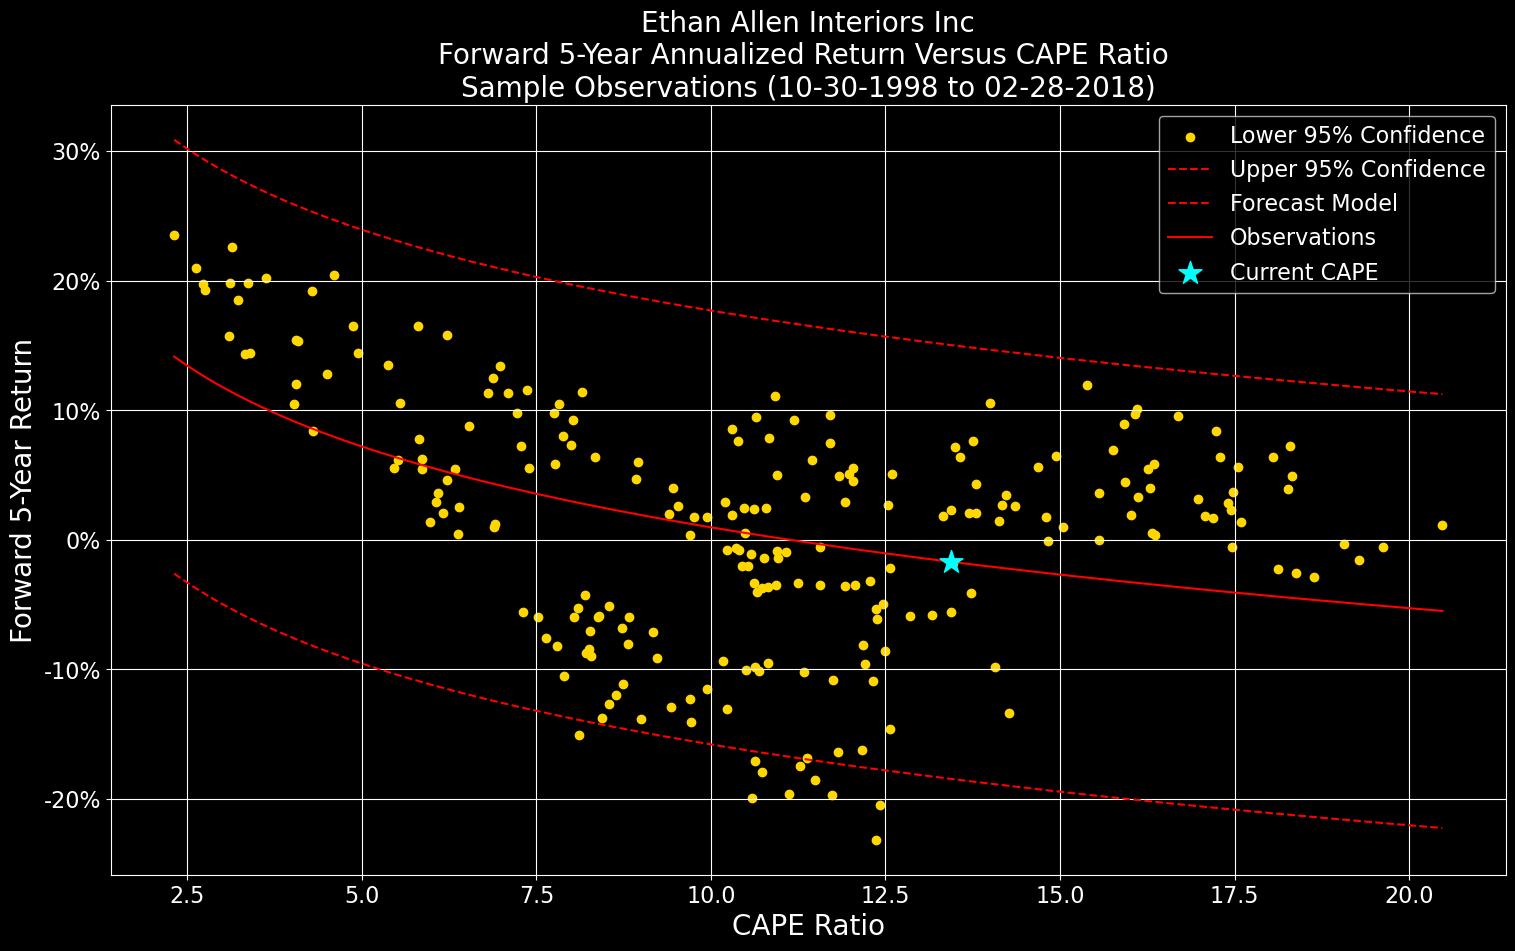 Ethan Allen Interiors Inc
Forward 5-Year Annualized Return Versus CAPE Ratio
Sample Observations (10-30-1998 to 02-28-2018)
Lower 95% Confidence
Upper 95% Confidence
Forecast Model
Observations
Current CAPE
Forward 5-Year Return
30%
20%
10%
0%
-10%
-20%
2.5 5.0 7.5 10.0 12.5 15.0 17.5 20.0
CAPE Ratio